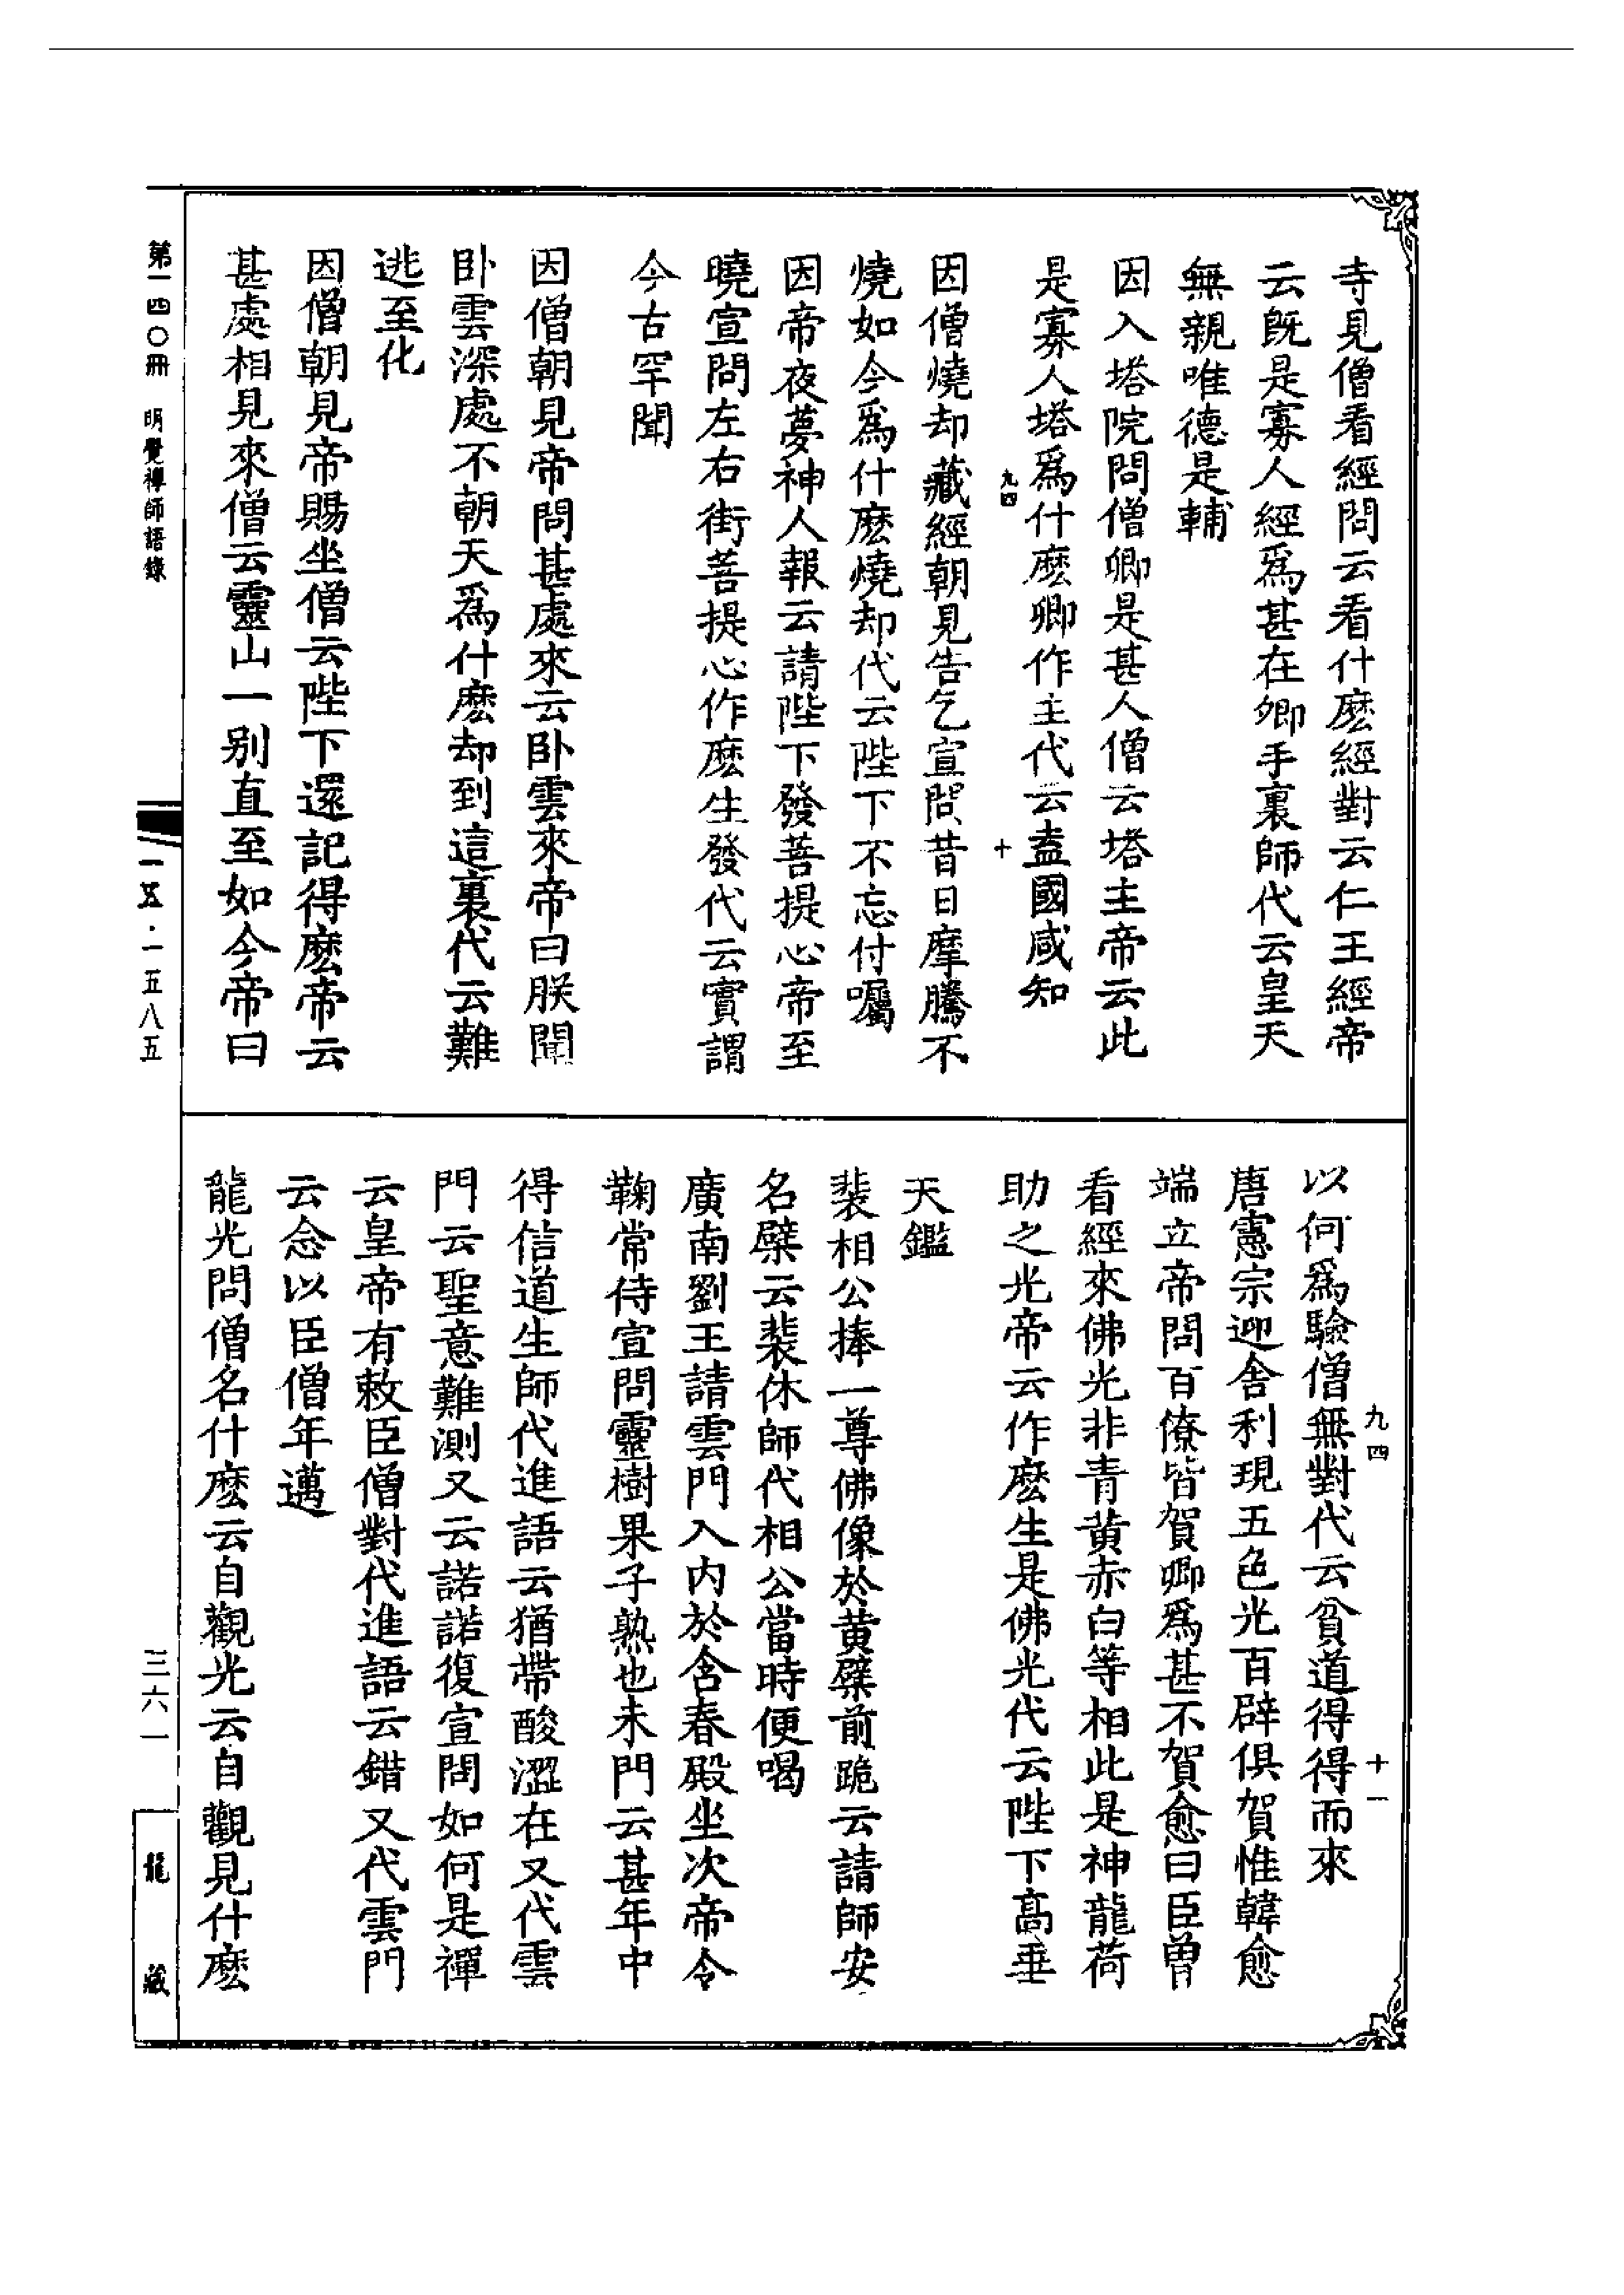 寺見僧看經問云看什麽經對云仁王經帝
云既是寡人經爲甚在卿手裏師代云皇天
無親唯德是輔
因入塔院問僧卿是甚人僧云塔主帝云此
是寡人塔爲什麽卿作主代云盍國咸知
九四
十
因僧燒却藏經朝見告乞宣問昔日摩騰不
燒如今爲什麽燒却代云陛下不忘付囑
因帝夜夢神人報云請陛下發菩提心帝至
曉宣問左右街菩提心作麽生發代云實謂
今古罕聞
因僧朝見帝問甚處來云卧雲來帝曰朕聞
卧雲深處不朝天爲什麽却到這裏代云難
逃至化
因僧朝見帝賜坐僧云陛下還記得麽帝云
甚處相見來僧云靈山一别直至如今帝曰
九四
十一
以何爲驗僧無對代云貧道得得而來
唐憲宗迎舍利現五色光百辟俱賀惟韓愈
端立帝問百僚皆賀卿爲甚不賀愈曰臣曾
看經來佛光非青黄赤白等相此是神龍荷
助之光帝云作麽生是佛光代云陛下高垂
天鑑
裴相公捧一尊佛像於黄檗前跪云請師安
名檗云裴休師代相公當時便喝
廣南劉王請雲門入内於含春殿坐次帝令
鞠常侍宣問靈樹果子熟也未門云甚年中
得信道生師代進語云猶帶酸澀在又代雲
門云聖意難測又云諾諾復宣問如何是禪
云皇帝有敕臣僧對代進語云錯又代雲門
云念以臣僧年邁
龍光問僧名什麽云自觀光云自觀見什麽
第一四〇冊 明覺禪師語錄
一五·一五八五
三六一
龍藏